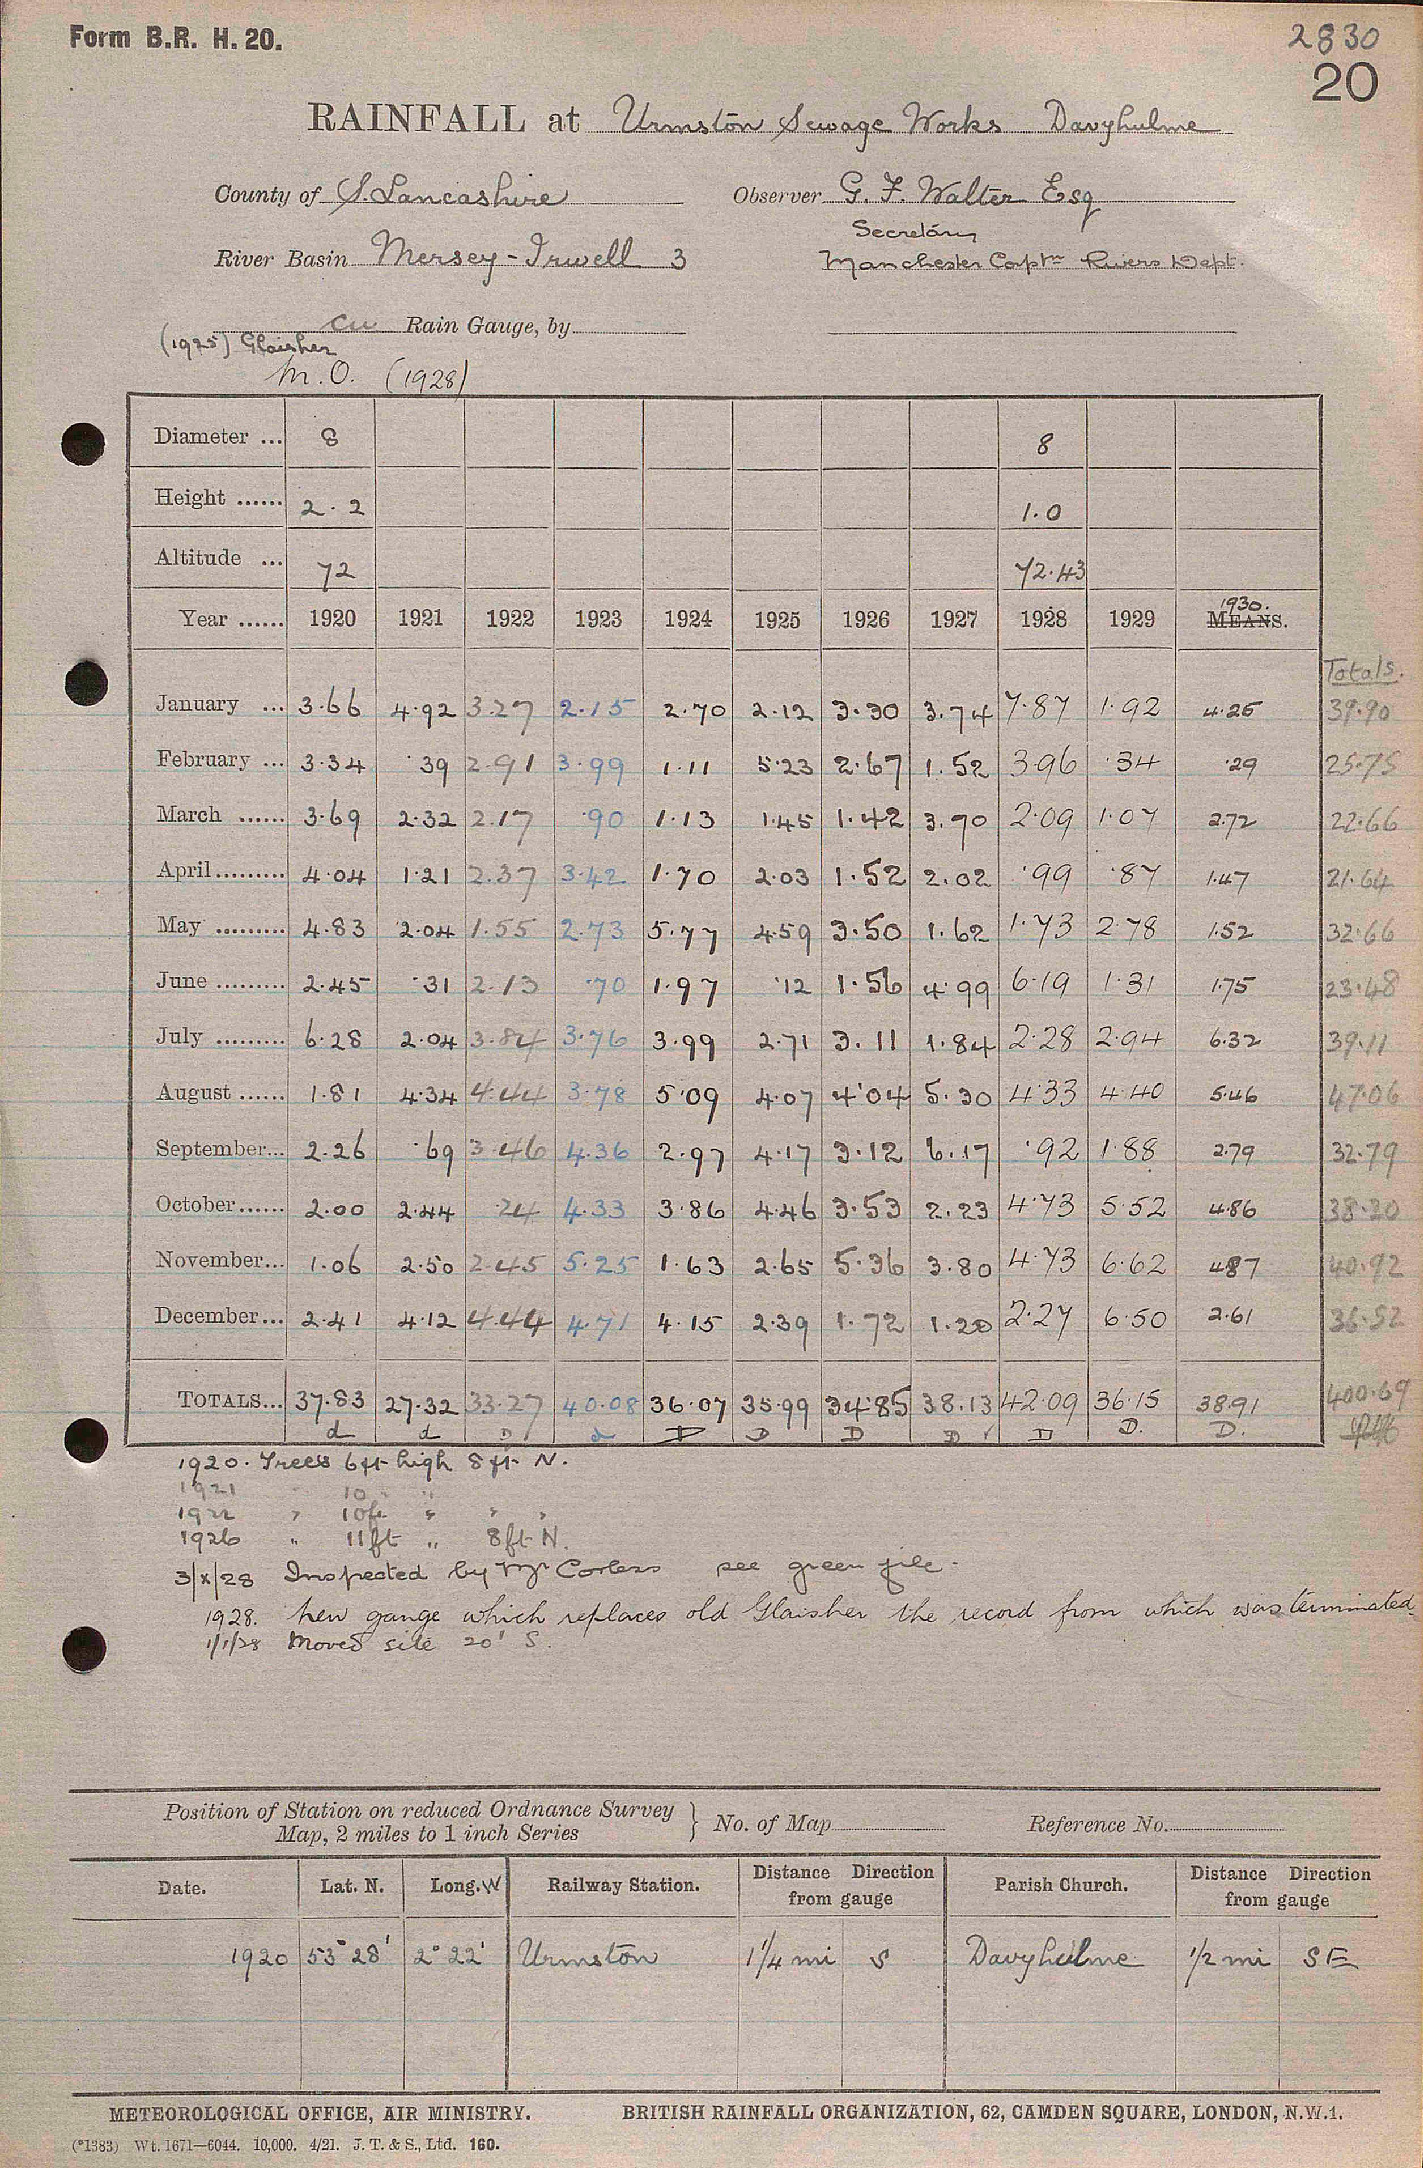 Form B.R. H. 20.
2830
20
RAINFALL at Urmston Sewage Works Davyhulme
County of S. Lancashire Observer G. F. Walter Esq
Secretary
River Basin Mersey - Irwell 3 Manchester Corptn Rivers Dept.
Cu Rain Gauge, by
(1925) Glaisher
M.O. (1928)
Diameter ... 8 8
Height ...... 2.2 1.0
Altitude ... 72 72.43
Year ...... 1920 1921 1922 1923 1924 1925 1926 1927 1928 1929 1930. MEANS.
Totals.
January ... 3.66 4.92 3.27 2.15 2.70 2.12 3.30 3.74 7.87 1.92 4.25 39.90
February ... 3.34 .39 2.91 3.99 1.11 5.23 2.67 1.52 3.96 .34 .29 25.75
March ...... 3.69 2.32 2.17 .90 1.13 1.45 1.42 3.70 2.09 1.07 2.72 22.66
April ......... 4.04 1.21 2.37 3.42 1.70 2.03 1.52 2.02 .99 .87 1.47 21.64
May ......... 4.83 2.04 1.55 2.73 5.77 4.59 3.50 1.62 1.73 2.78 1.52 32.66
June ......... 2.45 .31 2.13 .70 1.97 .12 1.56 4.99 6.19 1.31 1.75 23.48
July ......... 6.28 2.04 3.84 3.76 3.99 2.71 3.11 1.84 2.28 2.94 6.32 39.11
August ...... 1.81 4.34 4.44 3.78 5.09 4.07 4.04 5.30 4.33 4.40 5.46 47.06
September... 2.26 .69 3.46 4.36 2.97 4.17 3.12 6.17 .92 1.88 2.79 32.79
October...... 2.00 2.44 .24 4.33 3.86 4.46 3.53 2.23 4.73 5.52 4.86 38.20
November... 1.06 2.50 2.45 5.25 1.63 2.65 5.36 3.80 4.73 6.62 4.87 40.92
December... 2.41 4.12 4.44 4.71 4.15 2.39 1.72 1.20 2.27 6.50 2.61 36.52
TOTALS... 37.83 27.32 33.27 40.08 36.07 35.99 34.85 38.13 42.09 36.15 38.91 400.69
d d D d D D D D D D. D.
1920. Trees 6ft high 8ft N.
1921 " 10 " "
1922 " 10ft " " "
1926 " 11ft " 8ft N.
3/x/28 Inspected by Mr Corless see green file.
1928. New gauge which replaces old Glaisher the record from which was terminated.
1/1/28 Moved site 20' S.
Position of Station on reduced Ordnance Survey
Map, 2 miles to 1 inch Series } No. of Map Reference No.
Date. Lat. N. Long. W Railway Station. Distance Direction from gauge Parish Church. Distance Direction from gauge
1920 53° 28' 2° 22' Urmston 1 1/4 mi S Davyhulme 1/2 mi SE
METEOROLOGICAL OFFICE, AIR MINISTRY. BRITISH RAINFALL ORGANIZATION, 62, CAMDEN SQUARE, LONDON, N.W.1.
(*1383) Wt. 1671—6044. 10,000. 4/21. J. T. & S., Ltd. 160.